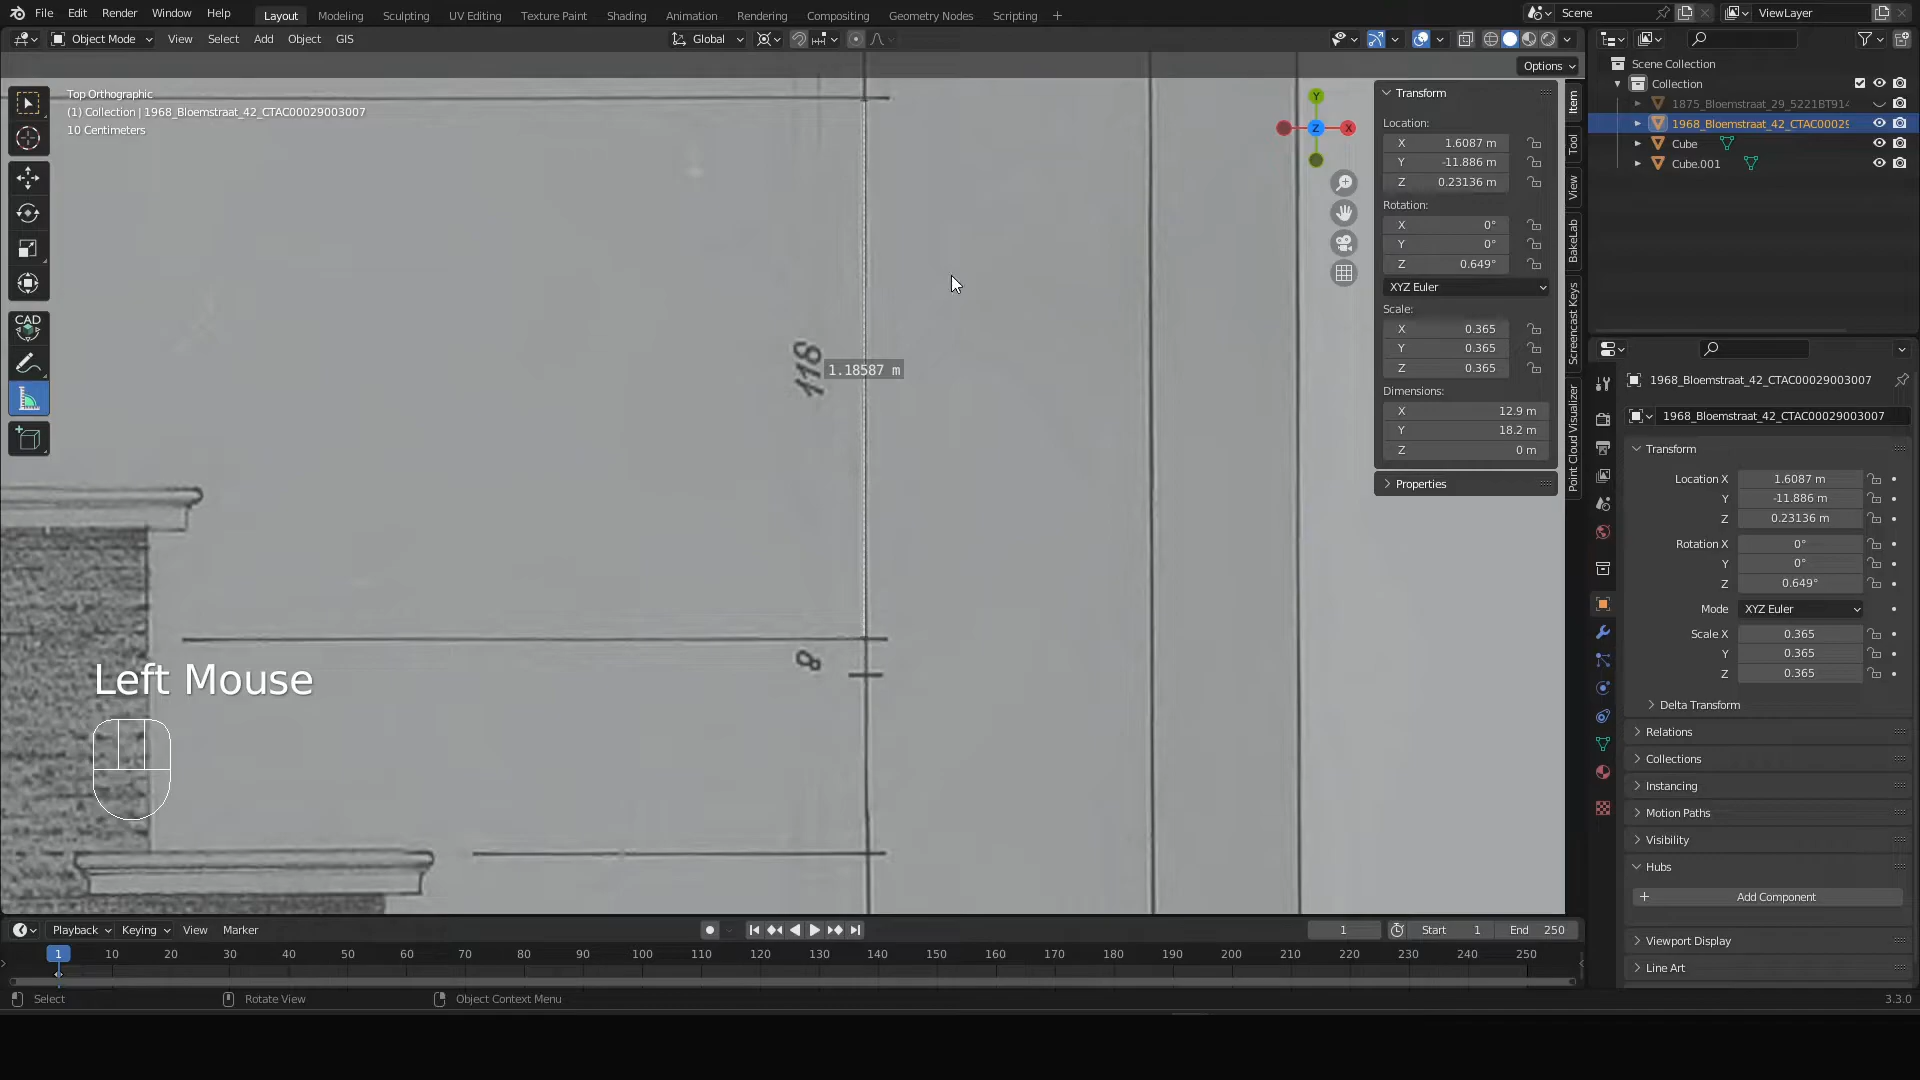 File Edit Render Window Help
Layout Modeling Sculpting UV Editing Texture Paint Shading Animation Rendering Compositing Geometry Nodes Scripting +
Scene
ViewLayer
Object Mode View Select Add Object GIS
Global
Options
Top Orthographic
(1) Collection | 1968_Bloemstraat_42_CTAC00029003007
10 Centimeters
CAD
118
1.18587 m
8
Left Mouse
Y
X
Z
Transform
Location:
X 1.6087 m
Y -11.886 m
Z 0.23136 m
Rotation:
X 0°
Y 0°
Z 0.649°
XYZ Euler
Scale:
X 0.365
Y 0.365
Z 0.365
Dimensions:
X 12.9 m
Y 18.2 m
Z 0 m
Properties
Item
Tool
View
BakeLab
Screencast Keys
Point Cloud Visualizer
Scene Collection
Collection
1875_Bloemstraat_29_5221BT914
1968_Bloemstraat_42_CTAC00029
Cube
Cube.001
1968_Bloemstraat_42_CTAC00029003007
1968_Bloemstraat_42_CTAC00029003007
Transform
Location X 1.6087 m
Y -11.886 m
Z 0.23136 m
Rotation X 0°
Y 0°
Z 0.649°
Mode XYZ Euler
Scale X 0.365
Y 0.365
Z 0.365
Delta Transform
Relations
Collections
Instancing
Motion Paths
Visibility
Hubs
+ Add Component
Viewport Display
Line Art
Playback Keying View Marker
1 Start 1 End 250
1 10 20 30 40 50 60 70 80 90 100 110 120 130 140 150 160 170 180 190 200 210 220 230 240 250
Select Rotate View Object Context Menu
3.3.0